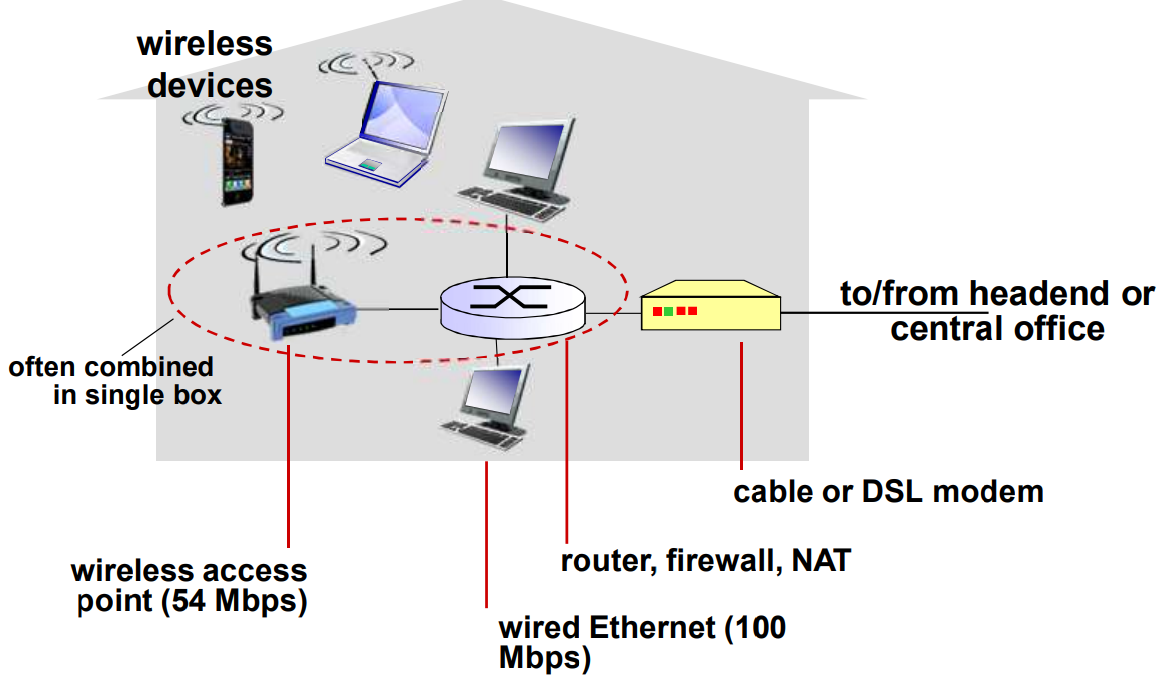 wireless
devices
to/from headend or
central office
often combined
in single box
cable or DSL modem
router, firewall, NAT
wireless access
point (54 Mbps)
wired Ethernet (100
Mbps)